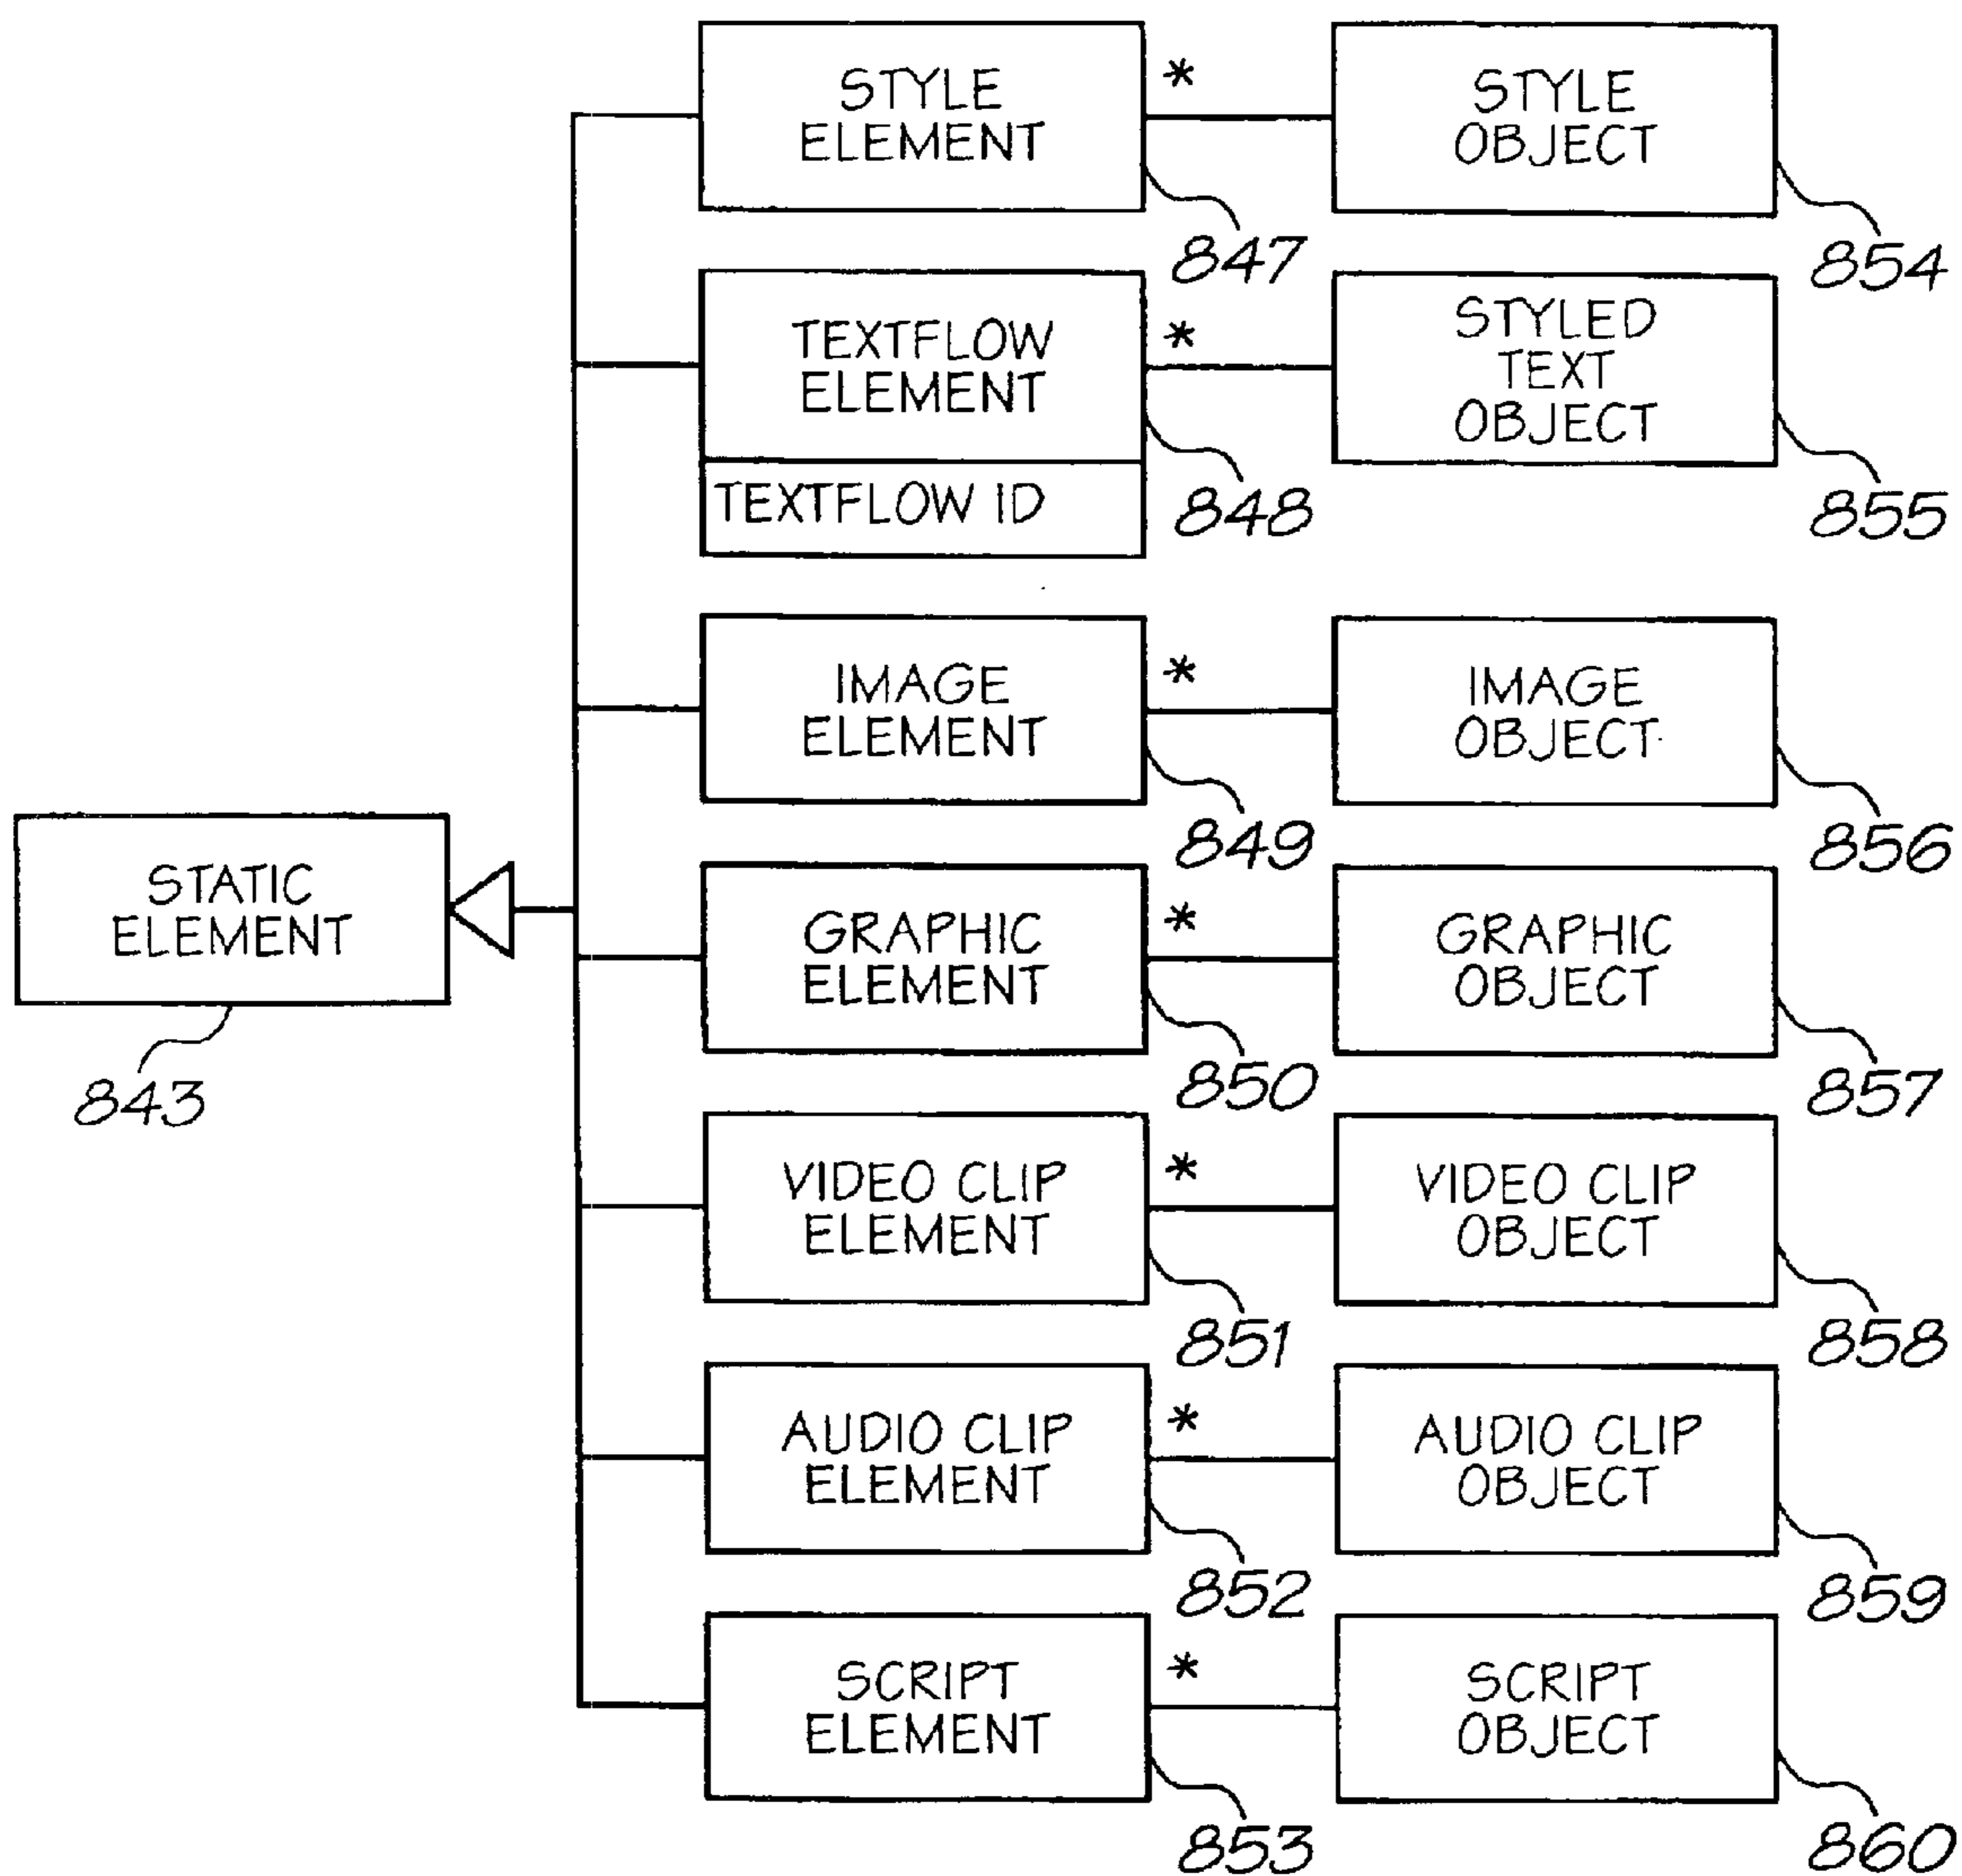 STYLE
ELEMENT
*
847
STYLE
OBJECT
854
TEXTFLOW
ELEMENT
TEXTFLOW ID
*
848
STYLED
TEXT
OBJECT
855
IMAGE
ELEMENT
*
849
IMAGE
OBJECT
856
STATIC
ELEMENT
843
GRAPHIC
ELEMENT
*
850
GRAPHIC
OBJECT
857
VIDEO CLIP
ELEMENT
*
851
VIDEO CLIP
OBJECT
858
AUDIO CLIP
ELEMENT
*
852
AUDIO CLIP
OBJECT
859
SCRIPT
ELEMENT
*
853
SCRIPT
OBJECT
860